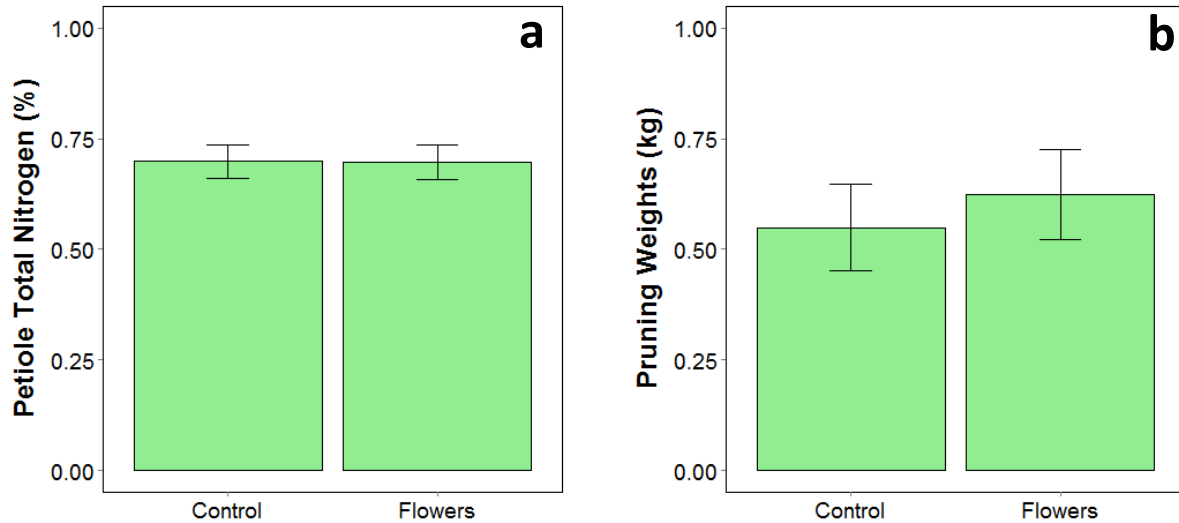 a
Petiole Total Nitrogen (%)
1.00
0.75
0.50
0.25
0.00
Control Flowers
b
Pruning Weights (kg)
1.00
0.75
0.50
0.25
0.00
Control Flowers